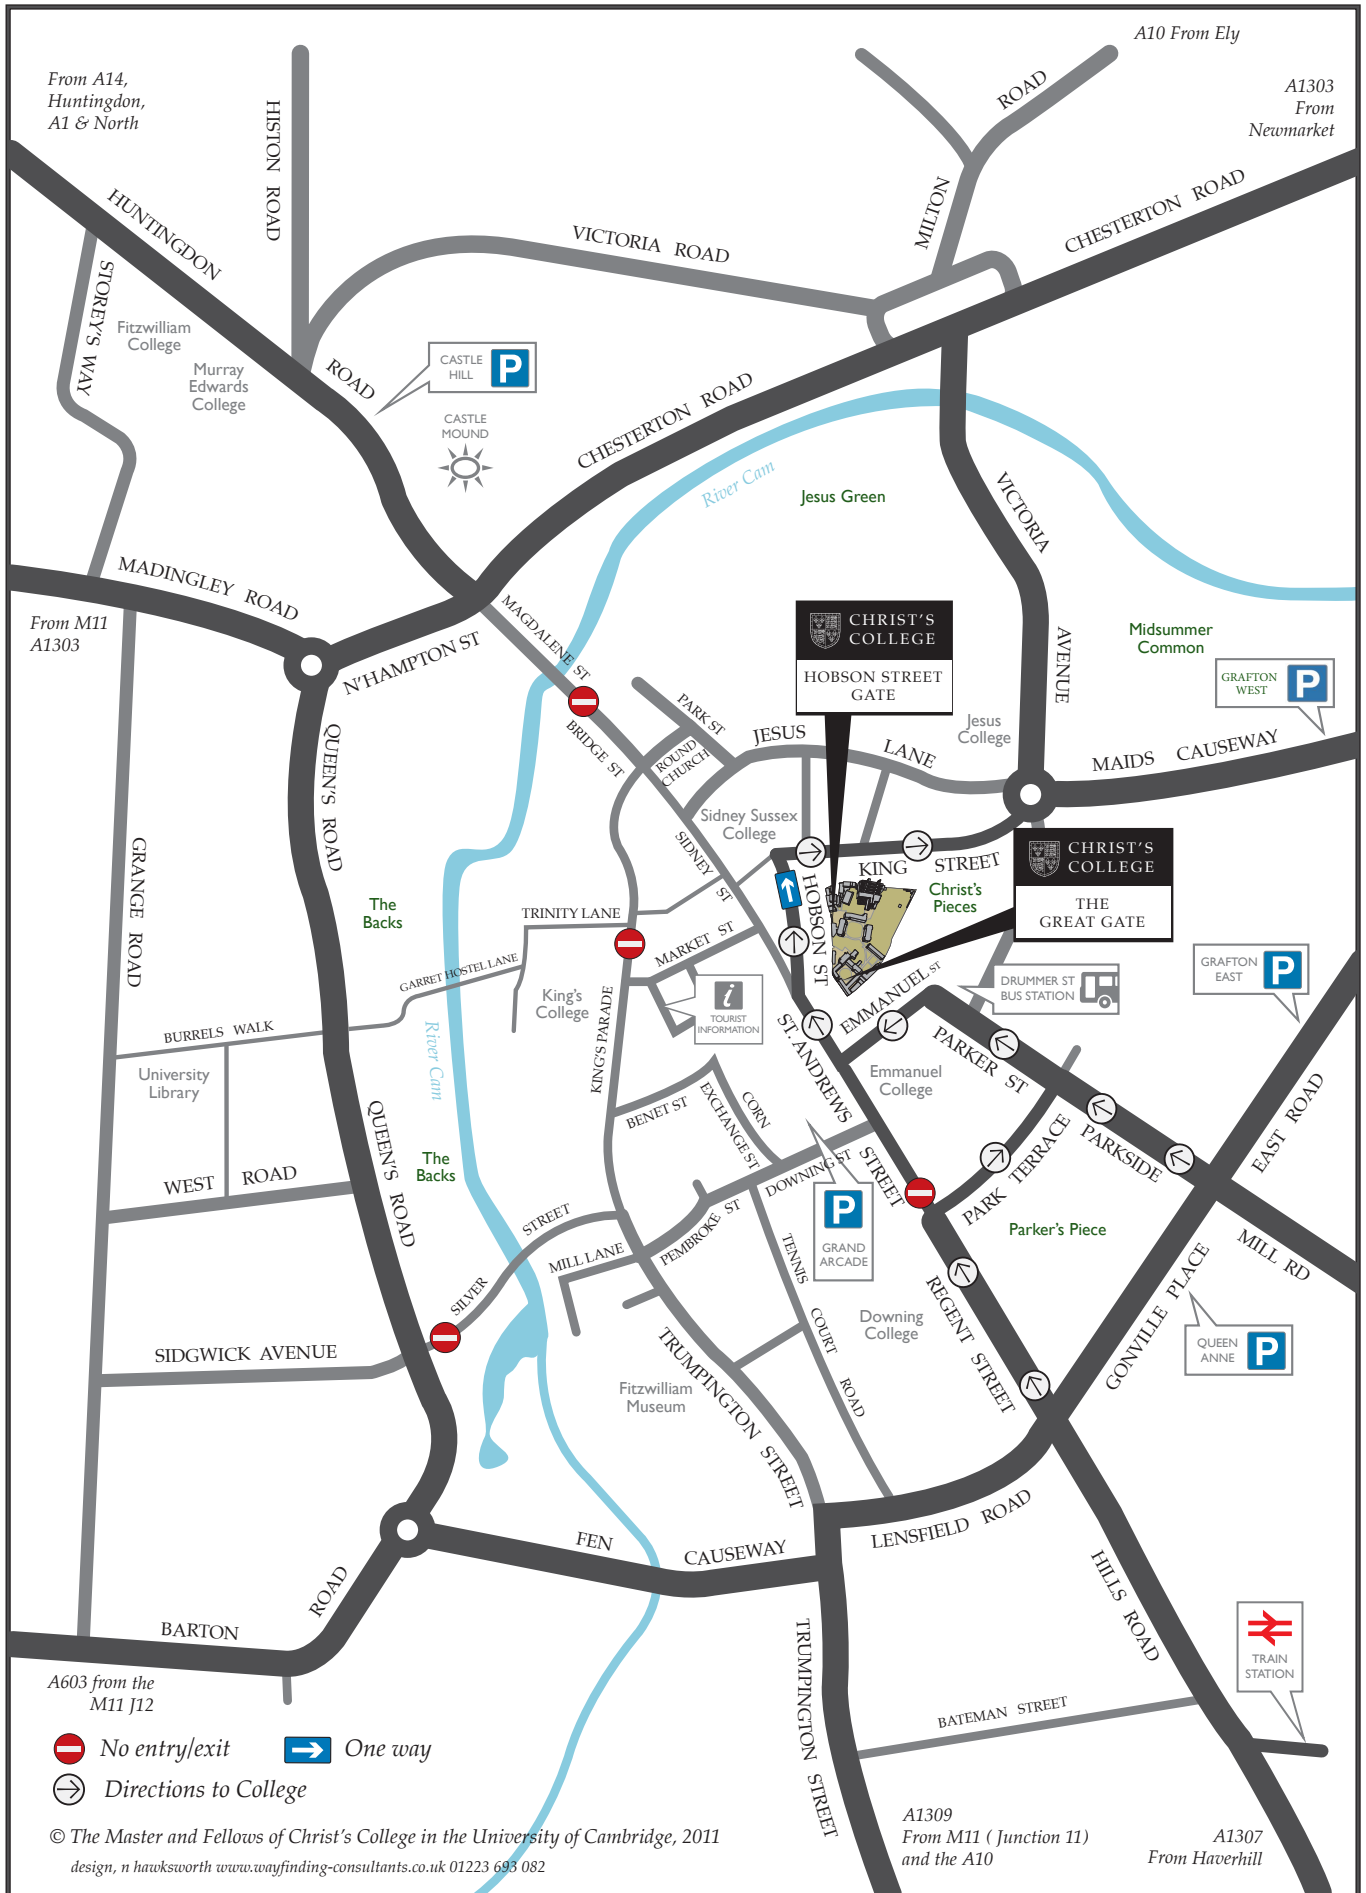 A10 From Ely
From A14,
Huntingdon,
A1 & North
A1303
From
Newmarket
HISTON ROAD
ROAD
MILTON
CHESTERTON ROAD
HUNTINGDON
VICTORIA ROAD
STOREY'S WAY
Fitzwilliam
College
Murray
Edwards
College
ROAD
CASTLE
HILL
P
CASTLE
MOUND
CHESTERTON ROAD
River Cam
Jesus Green
VICTORIA
MADINGLEY ROAD
From M11
A1303
N'HAMPTON ST
MAGDALENE ST
CHRIST'S
COLLEGE
HOBSON STREET
GATE
AVENUE
Midsummer
Common
GRAFTON
WEST
P
PARK ST
BRIDGE ST
ROUND
CHURCH
JESUS
LANE
Jesus
College
MAIDS CAUSEWAY
QUEEN'S ROAD
GRANGE ROAD
Sidney Sussex
College
SIDNEY ST
KING STREET
HOBSON ST
Christ's
Pieces
CHRIST'S
COLLEGE
THE
GREAT GATE
The
Backs
TRINITY LANE
MARKET ST
GARRET HOSTEL LANE
King's
College
i
TOURIST
INFORMATION
EMMANUEL ST
DRUMMER ST
BUS STATION
GRAFTON
EAST
P
BURRELS WALK
University
Library
River Cam
KING'S PARADE
ST. ANDREWS
STREET
PARKER ST
Emmanuel
College
BENET ST
CORN
EXCHANGE ST
PARKSIDE
EAST ROAD
QUEEN'S ROAD
The
Backs
WEST ROAD
DOWNING ST
PARK TERRACE
P
GRAND
ARCADE
Parker's Piece
MILL RD
STREET
SILVER
MILL LANE
PEMBROKE ST
TENNIS
COURT
ROAD
GONVILLE PLACE
REGENT STREET
Downing
College
QUEEN
ANNE
P
SIDGWICK AVENUE
Fitzwilliam
Museum
TRUMPINGTON STREET
LENSFIELD ROAD
FEN
CAUSEWAY
HILLS ROAD
ROAD
BARTON
TRAIN
STATION
A603 from the
M11 J12
TRUMPINGTON STREET
BATEMAN STREET
No entry/exit
One way
Directions to College
A1309
From M11 ( Junction 11)
and the A10
A1307
From Haverhill
© The Master and Fellows of Christ's College in the University of Cambridge, 2011
design, n hawksworth www.wayfinding-consultants.co.uk 01223 693 082